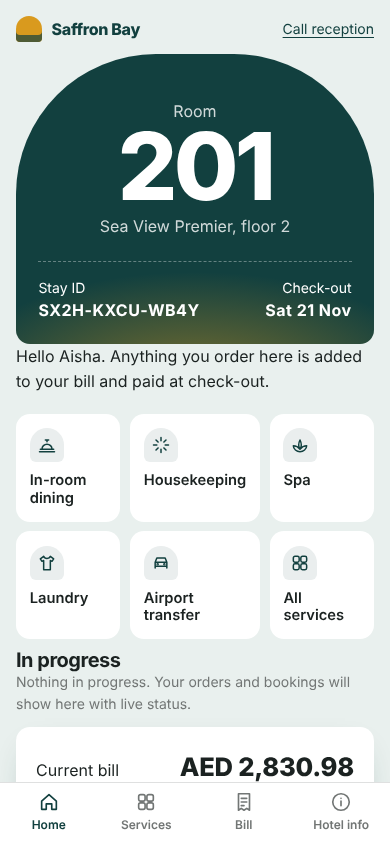 Saffron Bay
Call reception
Room
201
Sea View Premier, floor 2
Stay ID
Check-out
SX2H-KXCU-WB4Y
Sat 21 Nov
Hello Aisha. Anything you order here is added
to your bill and paid at check-out.
In-room
dining
Housekeeping
Spa
Laundry
Airport
transfer
All
services
In progress
Nothing in progress. Your orders and bookings will
show here with live status.
Current bill
AED 2,830.98
Home
Services
Bill
Hotel info